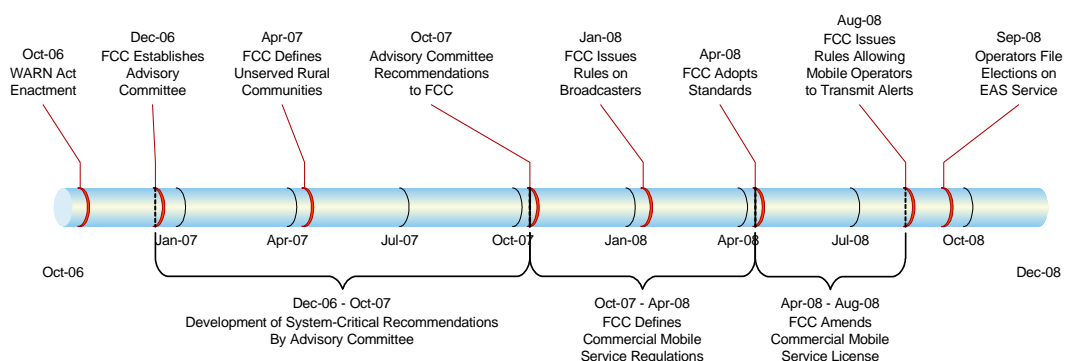 Oct-06
WARN Act
Enactment
Dec-06
FCC Establishes
Advisory
Committee
Apr-07
FCC Defines
Unserved Rural
Communities
Oct-07
Advisory Committee
Recommendations
to FCC
Jan-08
FCC Issues
Rules on
Broadcasters
Apr-08
FCC Adopts
Standards
Aug-08
FCC Issues
Rules Allowing
Mobile Operators
to Transmit Alerts
Sep-08
Operators File
Elections on
EAS Service
Jan-07
Apr-07
Jul-07
Oct-07
Jan-08
Apr-08
Jul-08
Oct-08
Oct-06
Dec-08
Dec-06 - Oct-07
Development of System-Critical Recommendations
By Advisory Committee
Oct-07 - Apr-08
FCC Defines
Commercial Mobile
Service Regulations
Apr-08 - Aug-08
FCC Amends
Commercial Mobile
Service License